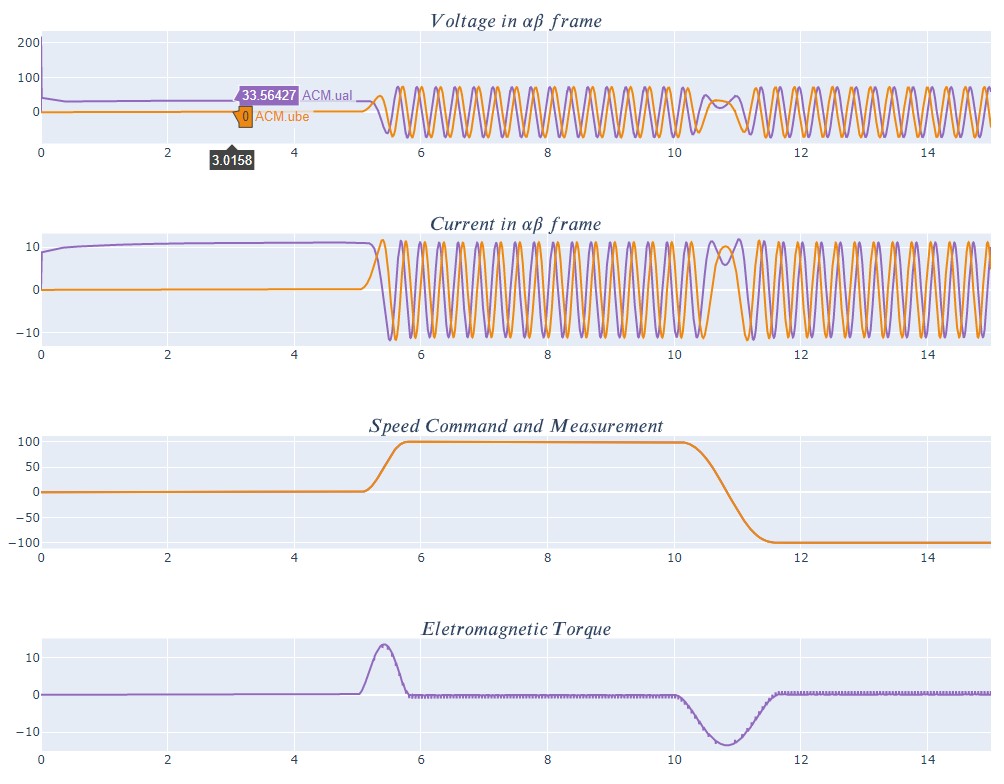 Voltage in αβ frame
200
100
0
33.56427 ACM.ual
0 ACM.ube
0 2 4 6 8 10 12 14
3.0158
Current in αβ frame
10
0
−10
0 2 4 6 8 10 12 14
Speed Command and Measurement
100
50
0
−50
−100
0 2 4 6 8 10 12 14
Eletromagnetic Torque
10
0
−10
0 2 4 6 8 10 12 14